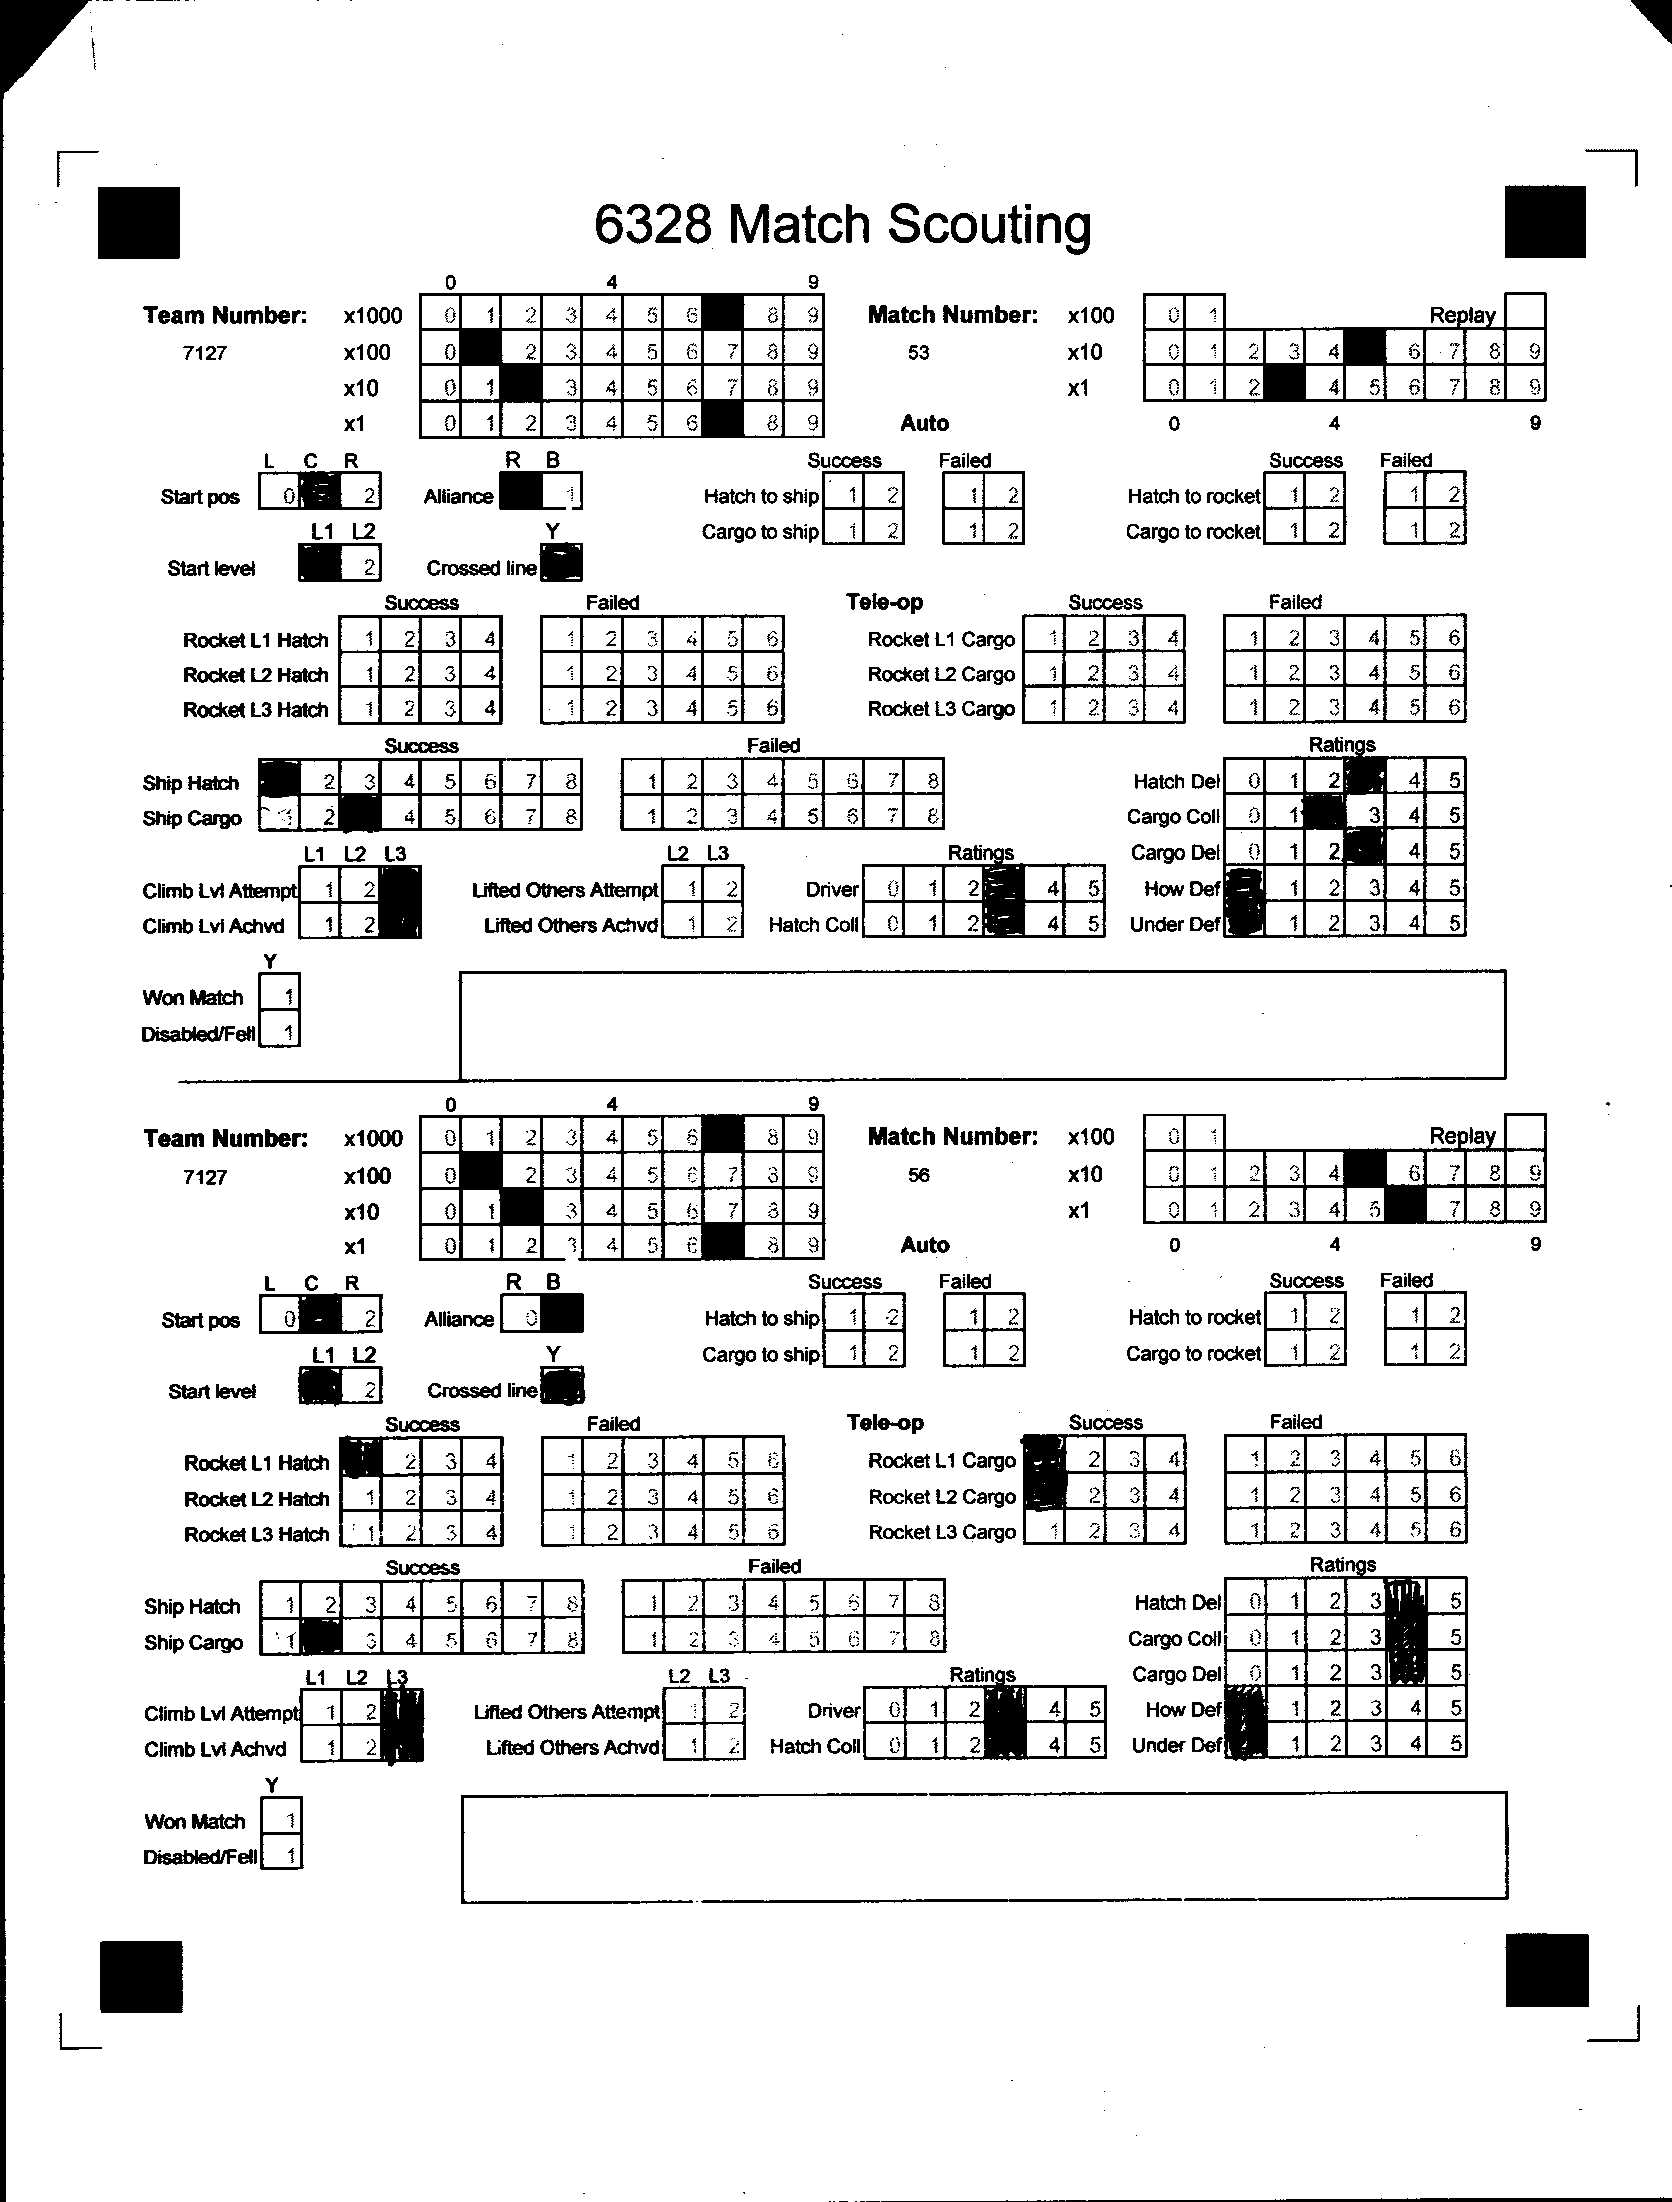 6328 Match Scouting
0 4 9
Team Number: x1000 0 1 2 3 4 5 6 8 9 Match Number: x100 0 1 Replay
7127 x100 0 2 3 4 5 6 7 8 9 53 x10 0 1 2 3 4 6 7 8 9
x10 0 1 3 4 5 6 7 8 9 x1 0 1 2 4 5 6 7 8 9
x1 0 1 2 3 4 5 6 8 9 Auto 0 4 9
L C R R B Success Failed Success Failed
Start pos 0 2 Alliance 1 Hatch to ship 1 2 1 2 Hatch to rocket 1 2 1 2
L1 L2 Y Cargo to ship 1 2 1 2 Cargo to rocket 1 2 1 2
Start level 2 Crossed line
Success Failed Tele-op Success Failed
Rocket L1 Hatch 1 2 3 4 1 2 3 4 5 6 Rocket L1 Cargo 1 2 3 4 1 2 3 4 5 6
Rocket L2 Hatch 1 2 3 4 1 2 3 4 5 6 Rocket L2 Cargo 1 2 3 4 1 2 3 4 5 6
Rocket L3 Hatch 1 2 3 4 1 2 3 4 5 6 Rocket L3 Cargo 1 2 3 4 1 2 3 4 5 6
Success Failed Ratings
Ship Hatch 2 3 4 5 6 7 8 1 2 3 4 5 6 7 8 Hatch Del 0 1 2 4 5
Ship Cargo 1 2 4 5 6 7 8 1 2 3 4 5 6 7 8 Cargo Coll 0 1 3 4 5
L1 L2 L3 L2 L3 Ratings Cargo Del 0 1 2 4 5
Climb Lvl Attempt 1 2 Lifted Others Attempt 1 2 Driver 0 1 2 4 5 How Def 1 2 3 4 5
Climb Lvl Achvd 1 2 Lifted Others Achvd 1 2 Hatch Coll 0 1 2 4 5 Under Def 1 2 3 4 5
Y
Won Match 1
Disabled/Fell 1
0 4 9
Team Number: x1000 0 1 2 3 4 5 6 8 9 Match Number: x100 0 1 Replay
7127 x100 0 2 3 4 5 6 7 8 9 56 x10 0 1 2 3 4 6 7 8 9
x10 0 1 3 4 5 6 7 8 9 x1 0 1 2 3 4 5 7 8 9
x1 0 1 2 3 4 5 6 8 9 Auto 0 4 9
L C R R B Success Failed Success Failed
Start pos 0 2 Alliance 0 Hatch to ship 1 2 1 2 Hatch to rocket 1 2 1 2
L1 L2 Y Cargo to ship 1 2 1 2 Cargo to rocket 1 2 1 2
Start level 2 Crossed line
Success Failed Tele-op Success Failed
Rocket L1 Hatch 2 3 4 1 2 3 4 5 6 Rocket L1 Cargo 2 3 4 1 2 3 4 5 6
Rocket L2 Hatch 1 2 3 4 1 2 3 4 5 6 Rocket L2 Cargo 2 3 4 1 2 3 4 5 6
Rocket L3 Hatch 1 2 3 4 1 2 3 4 5 6 Rocket L3 Cargo 1 2 3 4 1 2 3 4 5 6
Success Failed Ratings
Ship Hatch 1 2 3 4 5 6 7 8 1 2 3 4 5 6 7 8 Hatch Del 0 1 2 3 5
Ship Cargo 1 3 4 5 6 7 8 1 2 3 4 5 6 7 8 Cargo Coll 0 1 2 3 5
L1 L2 L3 L2 L3 Ratings Cargo Del 0 1 2 3 5
Climb Lvl Attempt 1 2 Lifted Others Attempt 1 2 Driver 0 1 2 4 5 How Def 1 2 3 4 5
Climb Lvl Achvd 1 2 Lifted Others Achvd 1 2 Hatch Coll 0 1 2 4 5 Under Def 1 2 3 4 5
Y
Won Match 1
Disabled/Fell 1